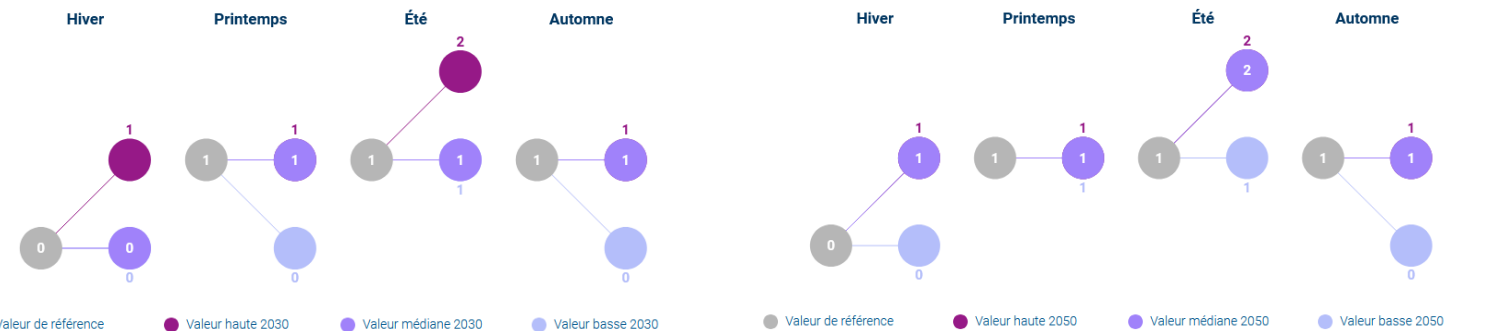 Hiver Printemps Été Automne
2
1 1 1
1 1 1 1 1 1
1
0 0
0 0 0
Valeur de référence Valeur haute 2030 Valeur médiane 2030 Valeur basse 2030
Hiver Printemps Été Automne
2
2
1 1 1
1 1 1 1 1 1
1 1
0
0 0
Valeur de référence Valeur haute 2050 Valeur médiane 2050 Valeur basse 2050